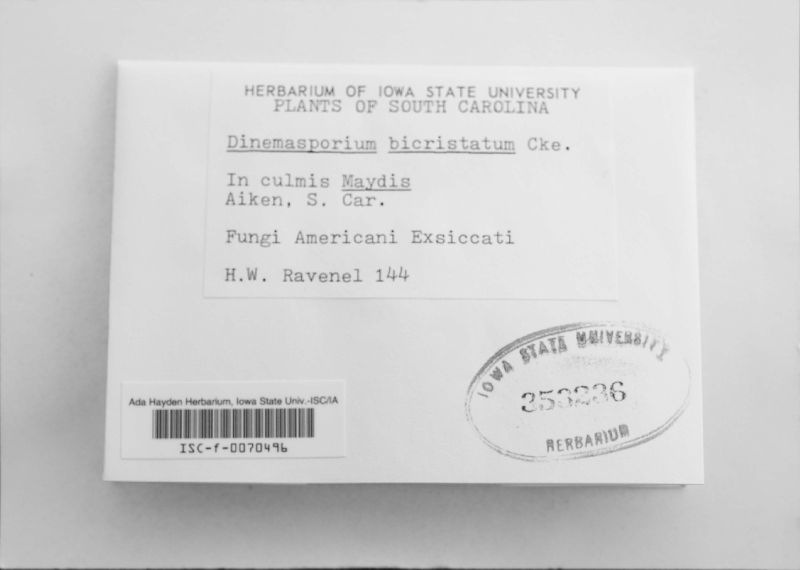 HERBARIUM OF IOWA STATE UNIVERSITY
PLANTS OF SOUTH CAROLINA
Dinemasporium bicristatum Cke.
In culmis Maydis
Aiken, S. Car.
Fungi Americani Exsiccati
H.W. Ravenel 144
IOWA STATE UNIVERSITY
353236
HERBARIUM
Ada Hayden Herbarium, Iowa State Univ.-ISC/IA
ISC-f-0070496